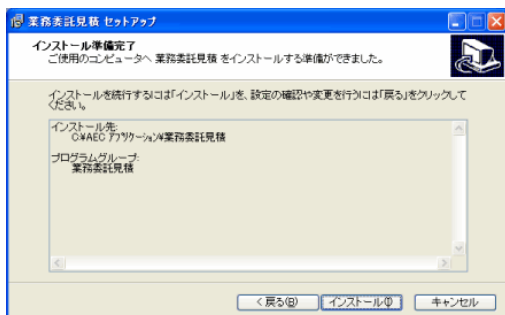 業務委託見積 セットアップ
インストール準備完了
ご使用のコンピュータへ 業務委託見積 をインストールする準備ができました。
インストールを続行するには「インストール」を、設定の確認や変更を行うには「戻る」をクリックして
ください。
インストール先:
C:¥AEC アプリケーション¥業務委託見積
プログラムグループ:
業務委託見積
< 戻る(B)
インストール(I)
キャンセル